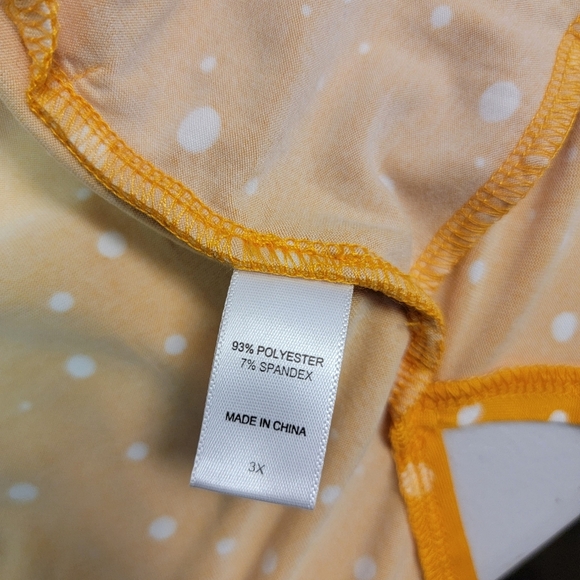 93% POLYESTER
7% SPANDEX
MADE IN CHINA
3X